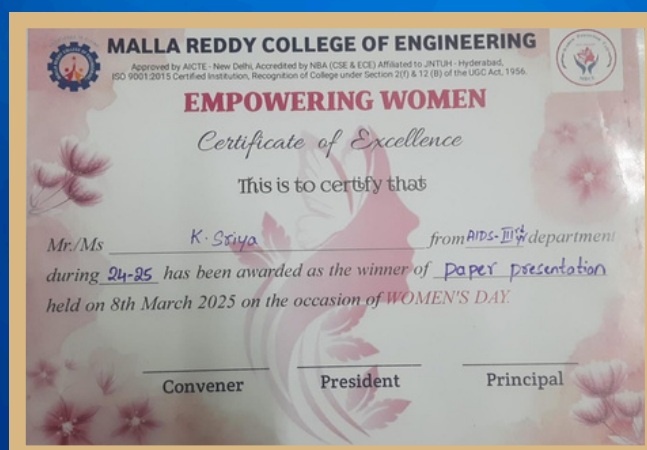 MALLA REDDY COLLEGE OF ENGINEERING
Approved by AICTE - New Delhi, Accredited by NBA (CSE & ECE) Affiliated to JNTUH - Hyderabad,
ISO 9001:2015 Certified Institution, Recognition of College under Section 2(f) & 12 (B) of the UGC Act, 1956.
EMPOWERING WOMEN
Certificate of Excellence
This is to certify that
Mr./Ms K. Sriya from AIDS-III department
during 24-25 has been awarded as the winner of paper presentation
held on 8th March 2025 on the occasion of WOMEN'S DAY.
Convener President Principal